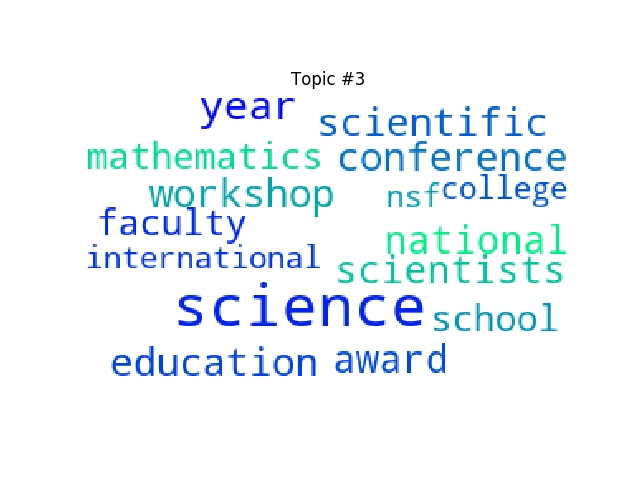 Topic #3
year
scientific
mathematics conference
workshop nsf college
faculty
national
international
scientists
science
school
education award